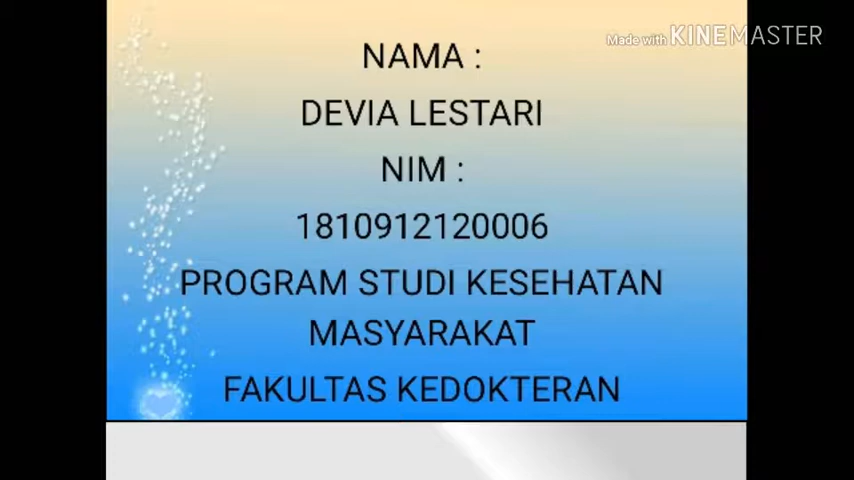 Made with KINEMASTER
NAMA :
DEVIA LESTARI
NIM :
1810912120006
PROGRAM STUDI KESEHATAN
MASYARAKAT
FAKULTAS KEDOKTERAN